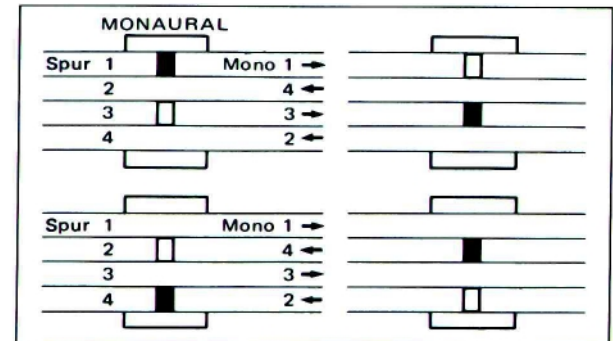 MONAURAL
Spur 1 Mono 1 →
2 4 ←
3 3 →
4 2 ←
Spur 1 Mono 1 →
2 4 ←
3 3 →
4 2 ←